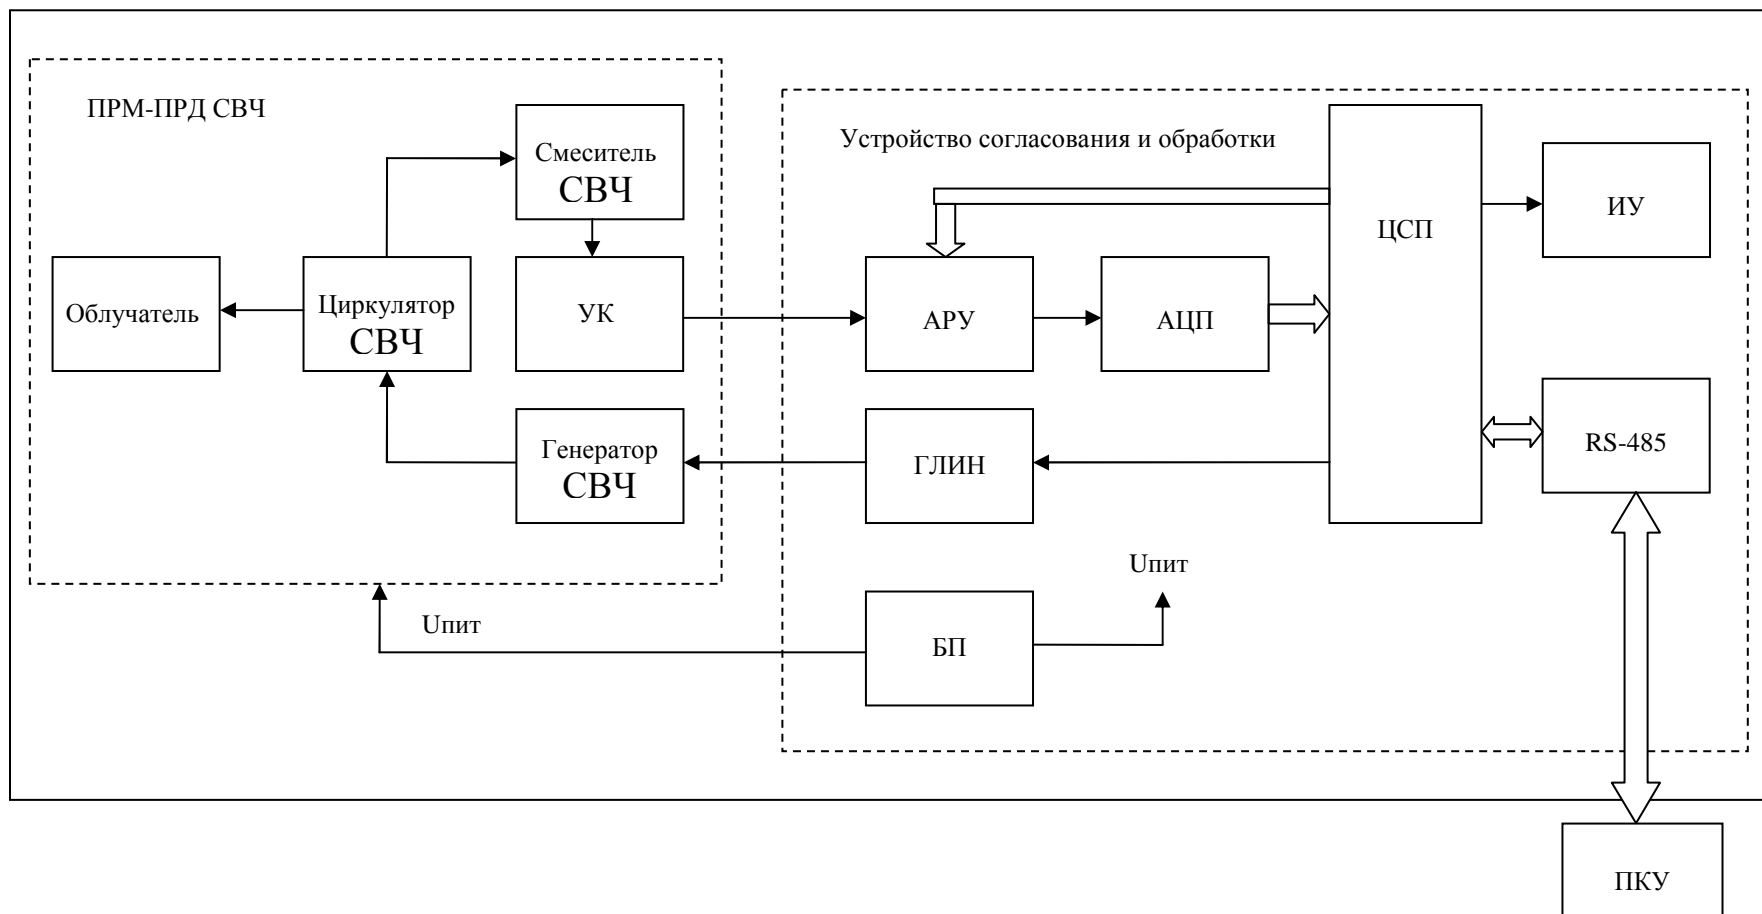 ПРМ-ПРД СВЧ
Смеситель
СВЧ
Облучатель
Циркулятор
СВЧ
УК
Генератор
СВЧ
Устройство согласования и обработки
ЦСП
ИУ
АРУ
АЦП
ГЛИН
RS-485
Uпит
БП
Uпит
ПКУ